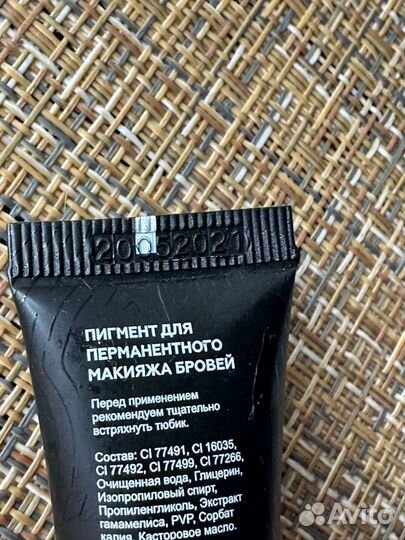 20052021
ПИГМЕНТ ДЛЯ
ПЕРМАНЕНТНОГО
МАКИЯЖА БРОВЕЙ
Перед применением
рекомендуем тщательно
встряхнуть тюбик.
Состав: CI 77491, CI 16035,
CI 77492, CI 77499, CI 77266,
Очищенная вода, Глицерин,
Изопропиловый спирт,
Пропиленгликоль, Экстракт
гамамелиса, PVP, Сорбат
калия, Касторовое масло.
Avito